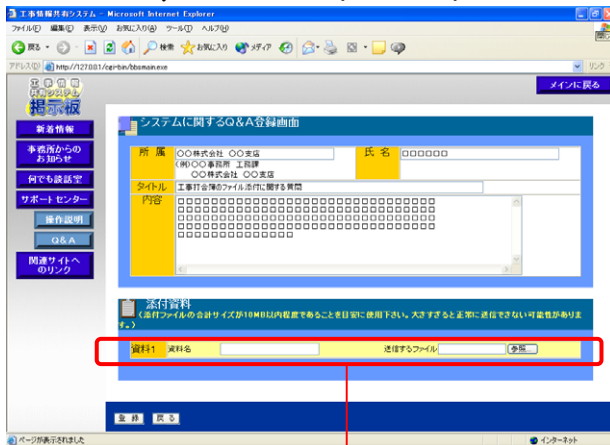 工事情報共有システム - Microsoft Internet Explorer
ファイル(F) 編集(E) 表示(V) お気に入り(A) ツール(T) ヘルプ(H)
戻る 検索 お気に入り メディア
アドレス(D) http://127.0.0.1/cgi-bin/bbsmain.exe リンク
掲示板
メインに戻る
新着情報
事務所からの
お知らせ
何でも談話室
サポートセンター
操作説明
Q&A
関連サイトへ
のリンク
システムに関するQ&A登録画面
所属 〇〇株式会社 〇〇支店 氏名 □□□□□□
(例)〇〇事務所 工務課
〇〇株式会社 〇〇支店
タイトル 工事打合簿のファイル添付に関する質問
内容
添付資料
(添付ファイルの合計サイズが10MB以内程度であることを目安に使用下さい。大きすぎると正常に送信できない可能性があります。)
資料1 資料名 送信するファイル 参照...
登録 戻る
ページが表示されました インターネット